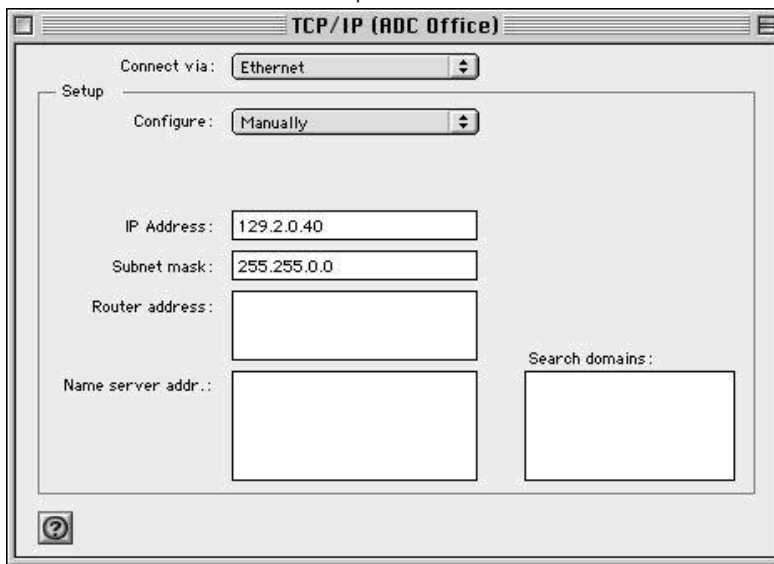 TCP/IP (ADC Office)
Connect via: Ethernet
Setup
Configure: Manually
IP Address: 129.2.0.40
Subnet mask: 255.255.0.0
Router address:
Search domains:
Name server addr.:
?